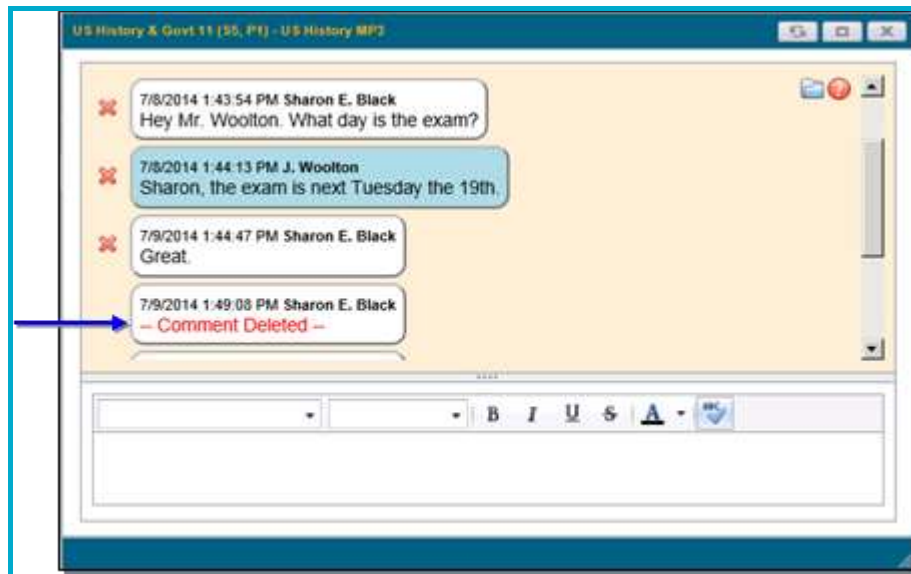 US History & Govt 11 (S5, P1) - US History MP3
7/8/2014 1:43:54 PM Sharon E. Black
Hey Mr. Woolton. What day is the exam?
7/8/2014 1:44:13 PM J. Woolton
Sharon, the exam is next Tuesday the 19th.
7/9/2014 1:44:47 PM Sharon E. Black
Great.
7/9/2014 1:49:08 PM Sharon E. Black
-- Comment Deleted --
B I U S A ABC